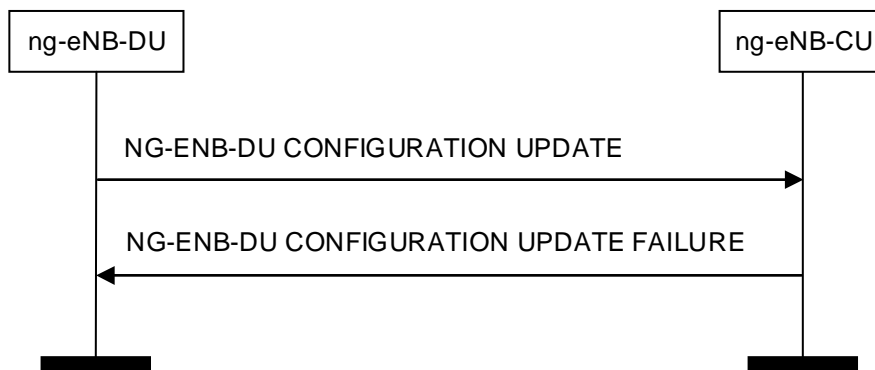 ng-eNB-DU
ng-eNB-CU
NG-ENB-DU CONFIGURATION UPDATE
NG-ENB-DU CONFIGURATION UPDATE FAILURE